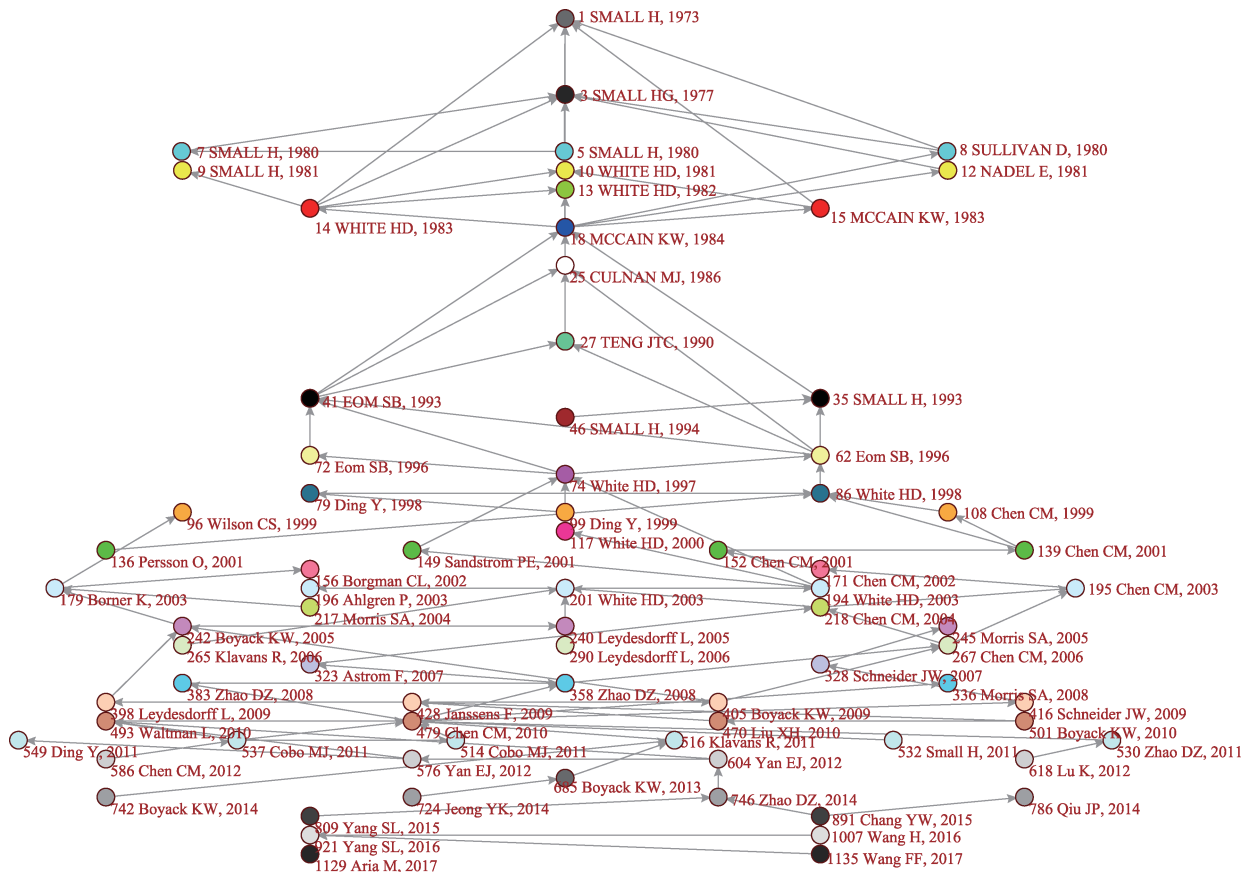 1 SMALL H, 1973
3 SMALL HG, 1977
7 SMALL H, 1980
5 SMALL H, 1980
8 SULLIVAN D, 1980
9 SMALL H, 1981
10 WHITE HD, 1981
12 NADEL E, 1981
13 WHITE HD, 1982
14 WHITE HD, 1983
15 MCCAIN KW, 1983
18 MCCAIN KW, 1984
25 CULNAN MJ, 1986
27 TENG JTC, 1990
41 EOM SB, 1993
35 SMALL H, 1993
46 SMALL H, 1994
72 Eom SB, 1996
62 Eom SB, 1996
74 White HD, 1997
79 Ding Y, 1998
86 White HD, 1998
96 Wilson CS, 1999
99 Ding Y, 1999
108 Chen CM, 1999
117 White HD, 2000
136 Persson O, 2001
149 Sandstrom PE, 2001
152 Chen CM, 2001
139 Chen CM, 2001
156 Borgman CL, 2002
171 Chen CM, 2002
179 Borner K, 2003
196 Ahlgren P, 2003
201 White HD, 2003
194 White HD, 2003
195 Chen CM, 2003
217 Morris SA, 2004
218 Chen CM, 2004
242 Boyack KW, 2005
240 Leydesdorff L, 2005
245 Morris SA, 2005
265 Klavans R, 2006
290 Leydesdorff L, 2006
267 Chen CM, 2006
323 Astrom F, 2007
328 Schneider JW, 2007
383 Zhao DZ, 2008
358 Zhao DZ, 2008
336 Morris SA, 2008
398 Leydesdorff L, 2009
428 Janssens F, 2009
405 Boyack KW, 2009
416 Schneider JW, 2009
493 Waltman L, 2010
479 Chen CM, 2010
470 Liu XH, 2010
501 Boyack KW, 2010
549 Ding Y, 2011
537 Cobo MJ, 2011
514 Cobo MJ, 2011
516 Klavans R, 2011
532 Small H, 2011
530 Zhao DZ, 2011
586 Chen CM, 2012
576 Yan EJ, 2012
604 Yan EJ, 2012
618 Lu K, 2012
685 Boyack KW, 2013
742 Boyack KW, 2014
724 Jeong YK, 2014
746 Zhao DZ, 2014
786 Qiu JP, 2014
809 Yang SL, 2015
891 Chang YW, 2015
921 Yang SL, 2016
1007 Wang H, 2016
1129 Aria M, 2017
1135 Wang FF, 2017